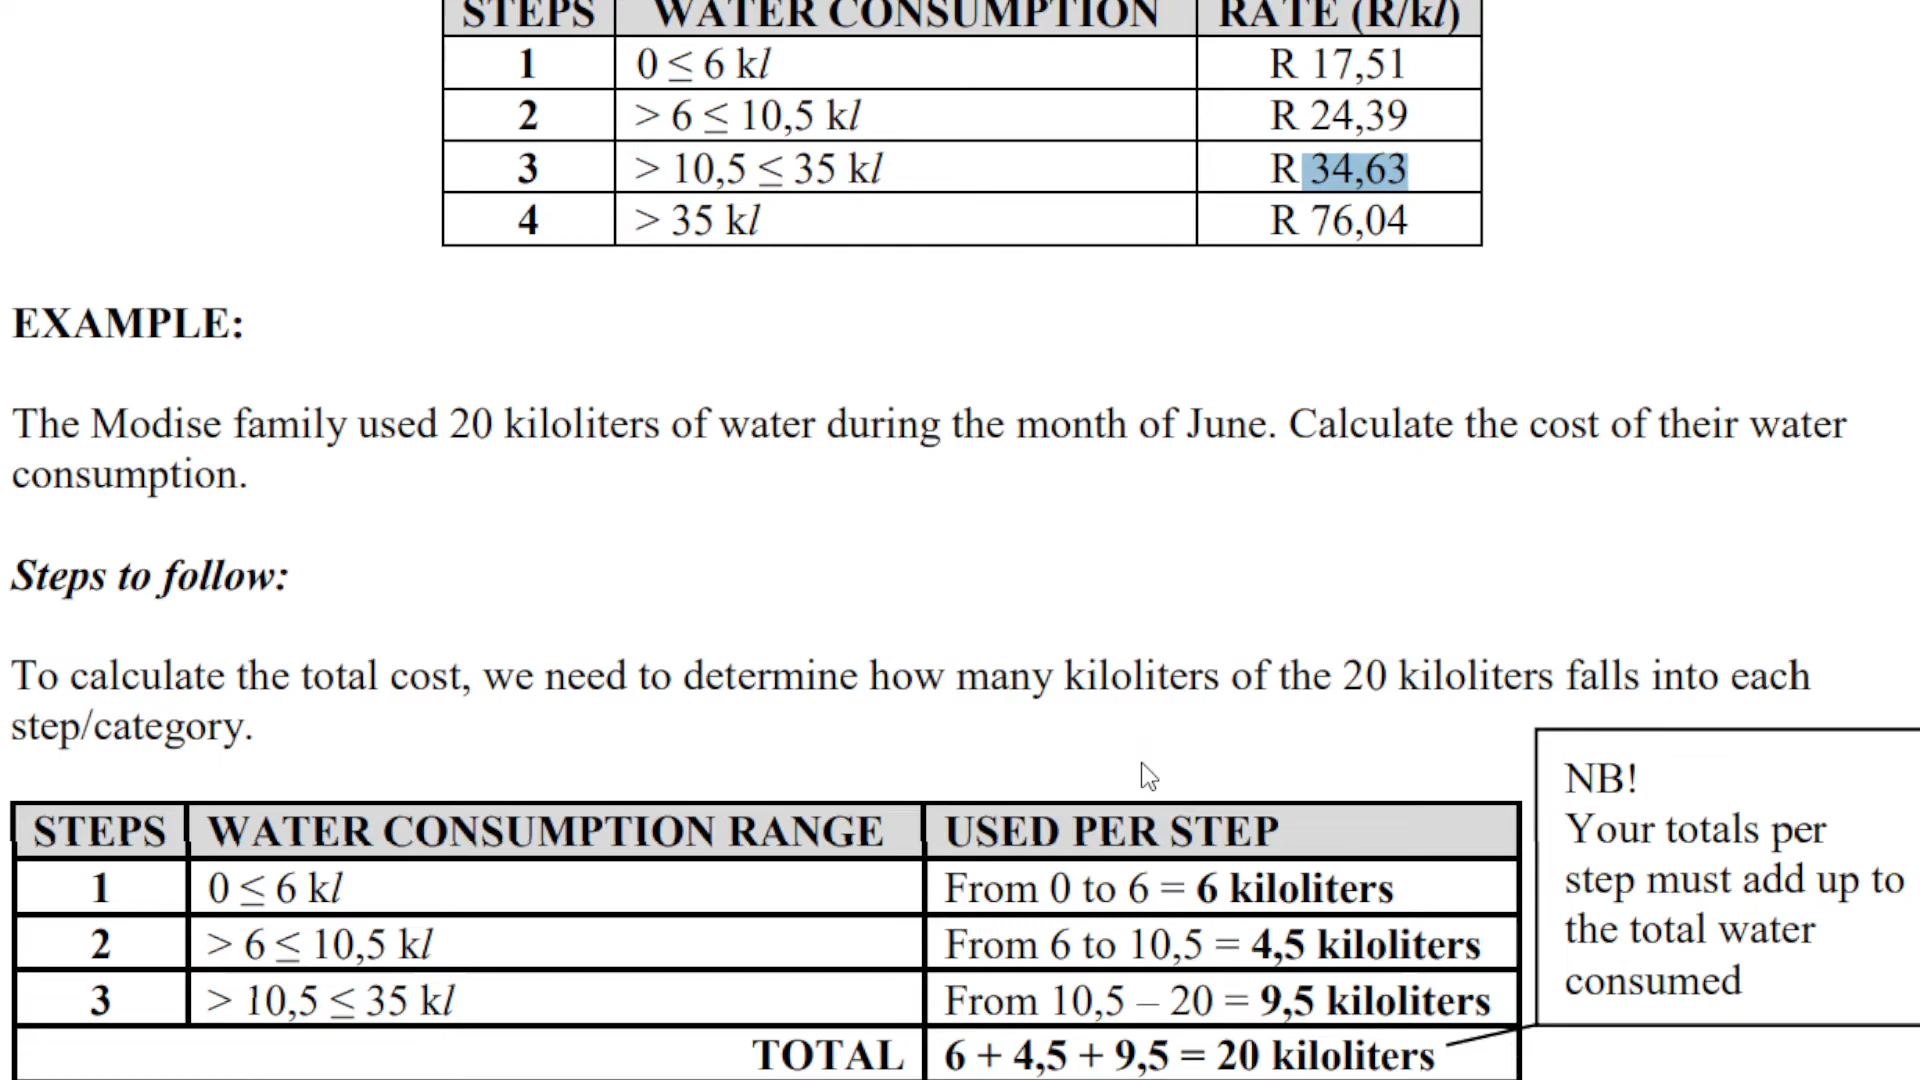 STEPS WATER CONSUMPTION RATE (R/kl)
1 0 ≤ 6 kl R 17,51
2 > 6 ≤ 10,5 kl R 24,39
3 > 10,5 ≤ 35 kl R 34,63
4 > 35 kl R 76,04
EXAMPLE:
The Modise family used 20 kiloliters of water during the month of June. Calculate the cost of their water
consumption.
Steps to follow:
To calculate the total cost, we need to determine how many kiloliters of the 20 kiloliters falls into each
step/category.
STEPS WATER CONSUMPTION RANGE USED PER STEP
1 0 ≤ 6 kl From 0 to 6 = 6 kiloliters
2 > 6 ≤ 10,5 kl From 6 to 10,5 = 4,5 kiloliters
3 > 10,5 ≤ 35 kl From 10,5 – 20 = 9,5 kiloliters
TOTAL 6 + 4,5 + 9,5 = 20 kiloliters
NB!
Your totals per
step must add up to
the total water
consumed